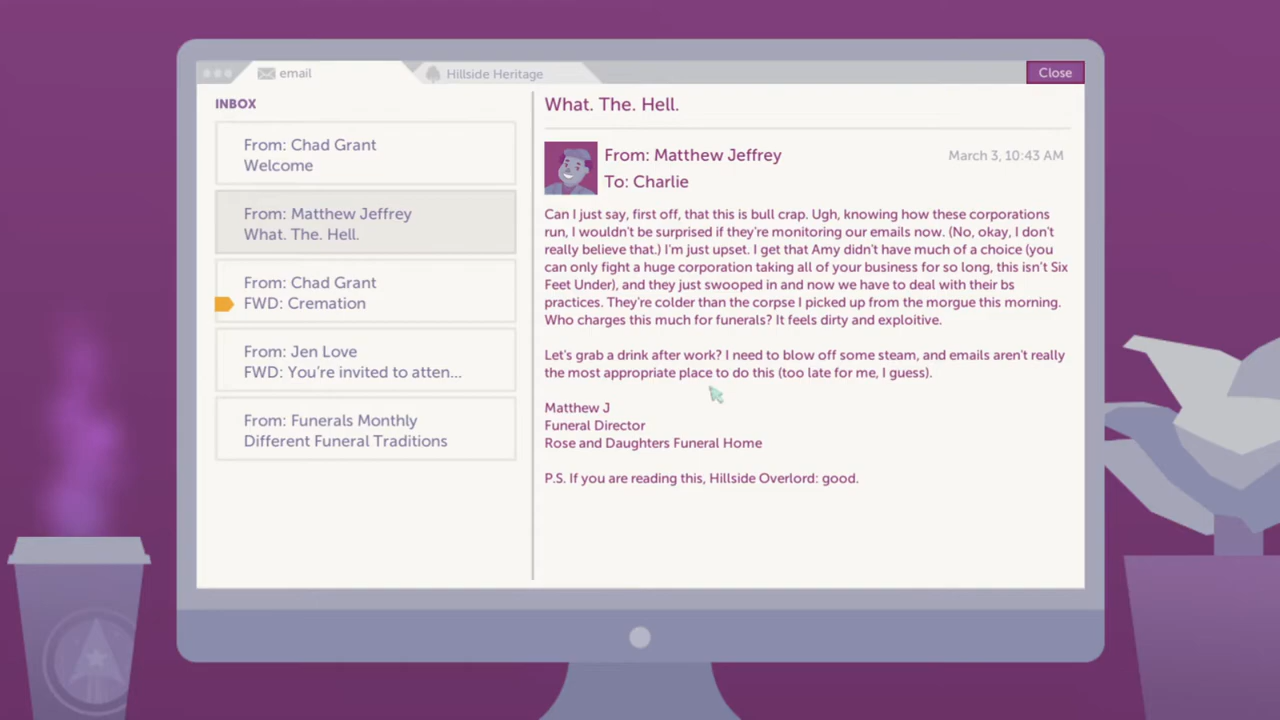 email
Hillside Heritage
Close
INBOX
From: Chad Grant
Welcome
From: Matthew Jeffrey
What. The. Hell.
From: Chad Grant
FWD: Cremation
From: Jen Love
FWD: You're invited to atten...
From: Funerals Monthly
Different Funeral Traditions
What. The. Hell.
From: Matthew Jeffrey
March 3, 10:43 AM
To: Charlie
Can I just say, first off, that this is bull crap. Ugh, knowing how these corporations
run, I wouldn't be surprised if they're monitoring our emails now. (No, okay, I don't
really believe that.) I'm just upset. I get that Amy didn't have much of a choice (you
can only fight a huge corporation taking all of your business for so long, this isn't Six
Feet Under), and they just swooped in and now we have to deal with their bs
practices. They're colder than the corpse I picked up from the morgue this morning.
Who charges this much for funerals? It feels dirty and exploitive.
Let's grab a drink after work? I need to blow off some steam, and emails aren't really
the most appropriate place to do this (too late for me, I guess).
Matthew J
Funeral Director
Rose and Daughters Funeral Home
P.S. If you are reading this, Hillside Overlord: good.